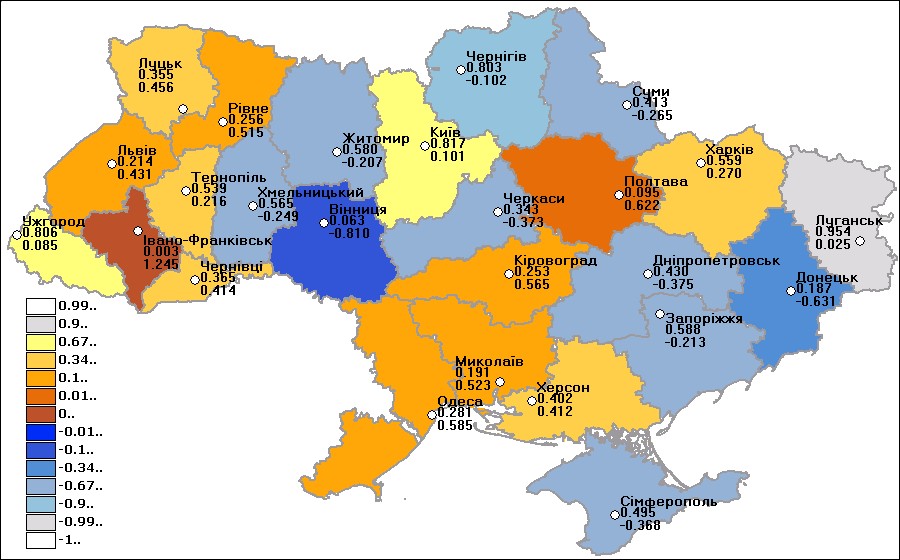 Чернігів
0.803
-0.102
Луцьк
0.355
0.456
Суми
0.413
-0.265
Рівне
0.256
0.515
Житомир
0.580
-0.207
Київ
0.817
0.101
Львів
0.214
0.431
Харків
0.559
0.270
Тернопіль
0.539
0.216
Хмельницький
0.565
-0.249
Полтава
0.095
0.622
Вінниця
0.063
-0.810
Черкаси
0.343
-0.373
Ужгород
0.806
0.085
Луганськ
0.954
0.025
Івано-Франківськ
0.003
1.245
Чернівці
0.365
0.414
Кіровоград
0.253
0.565
Дніпропетровськ
0.430
-0.375
Донецьк
0.187
-0.631
Запоріжжя
0.588
-0.213
Миколаїв
0.191
0.523
Херсон
0.402
0.412
Одеса
0.281
0.585
Сімферополь
0.495
-0.368
0.99..
0.9..
0.67..
0.34..
0.1..
0.01..
0..
-0.01..
-0.1..
-0.34..
-0.67..
-0.9..
-0.99..
-1..